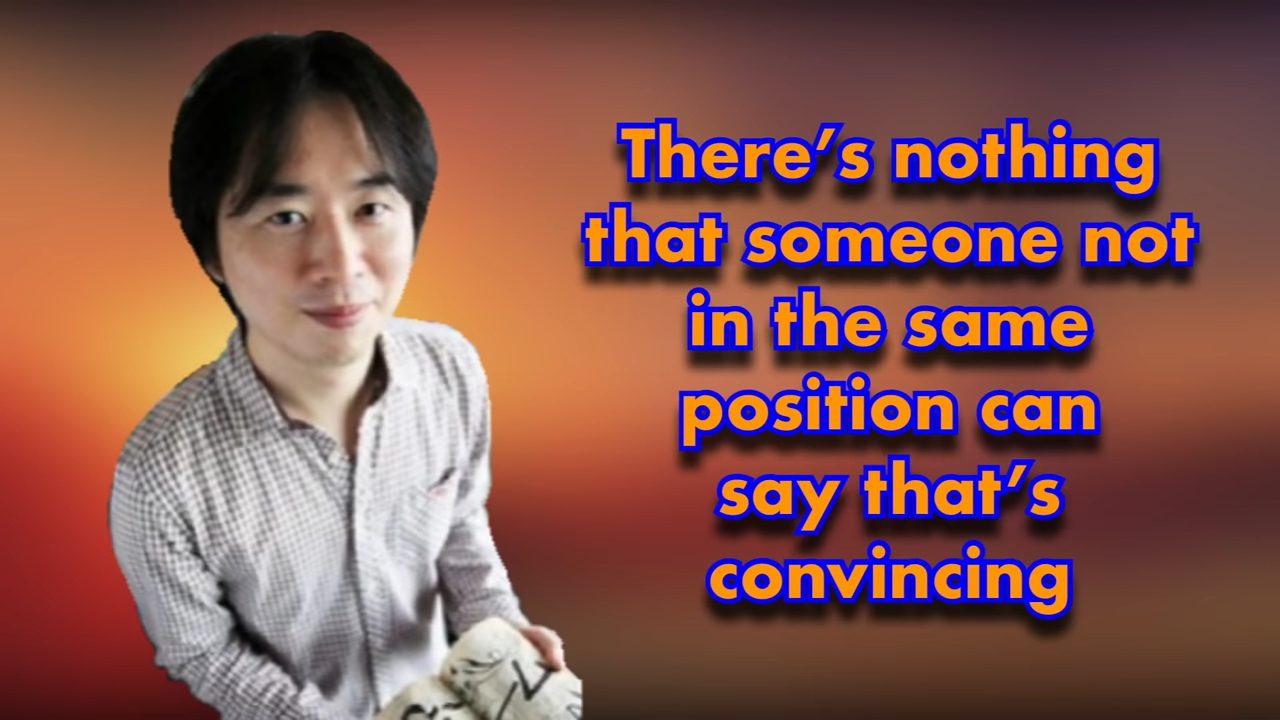 There’s nothing
that someone not
in the same
position can
say that’s
convincing